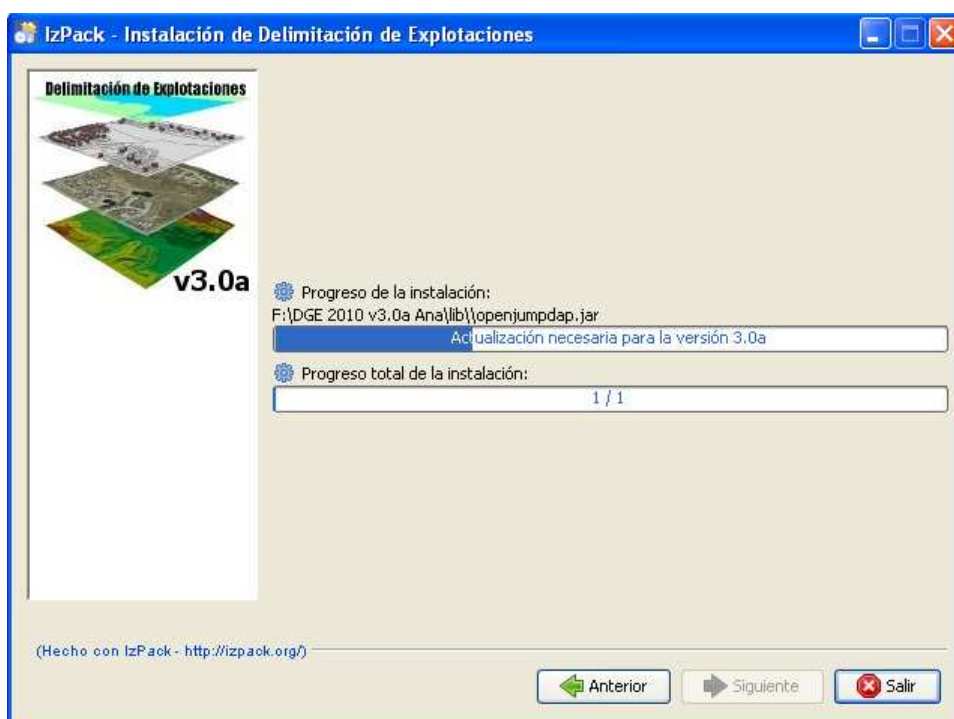 IzPack - Instalación de Delimitación de Explotaciones
Delimitación de Explotaciones
v3.0a
Progreso de la instalación:
F:\DGE 2010 v3.0a Ana\lib\\openjumpdap.jar
Actualización necesaria para la versión 3.0a
Progreso total de la instalación:
1 / 1
(Hecho con IzPack - http://izpack.org/)
Anterior
Siguiente
Salir